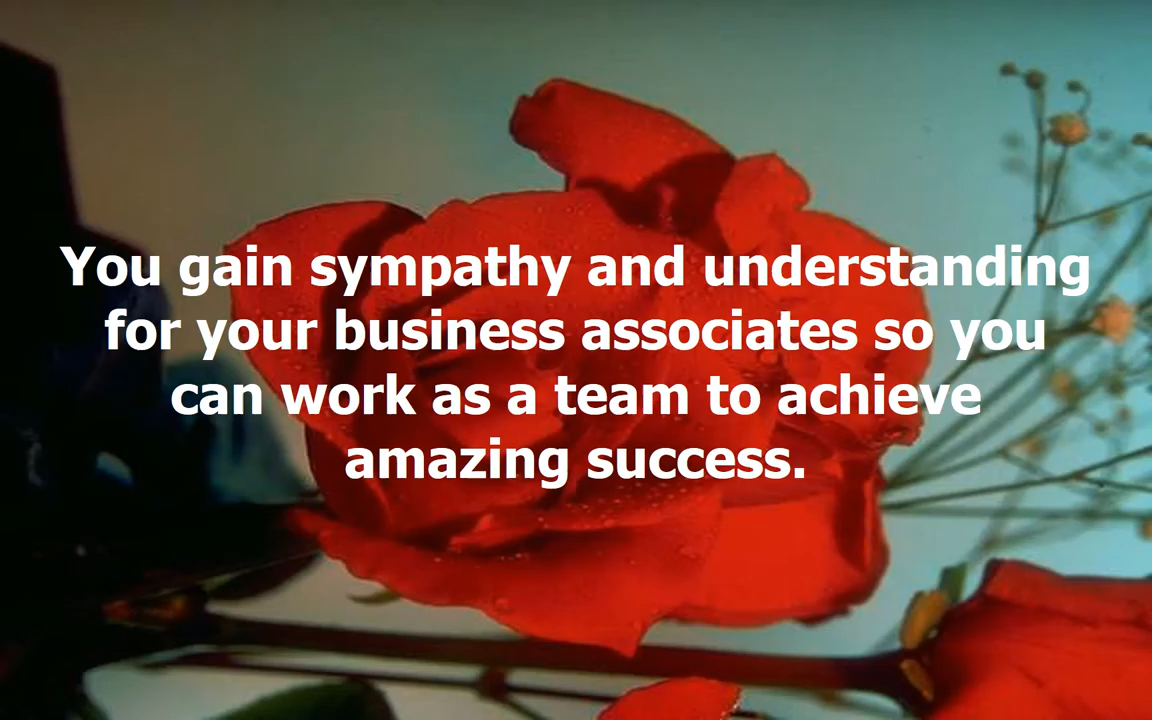 You gain sympathy and understanding
for your business associates so you
can work as a team to achieve
amazing success.